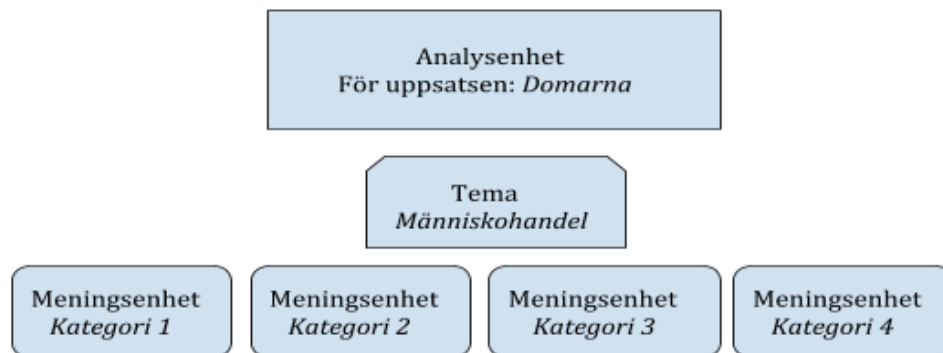 Analysenhet
För uppsatsen: Domarna
Tema
Människohandel
Meningsenhet
Kategori 1
Meningsenhet
Kategori 2
Meningsenhet
Kategori 3
Meningsenhet
Kategori 4